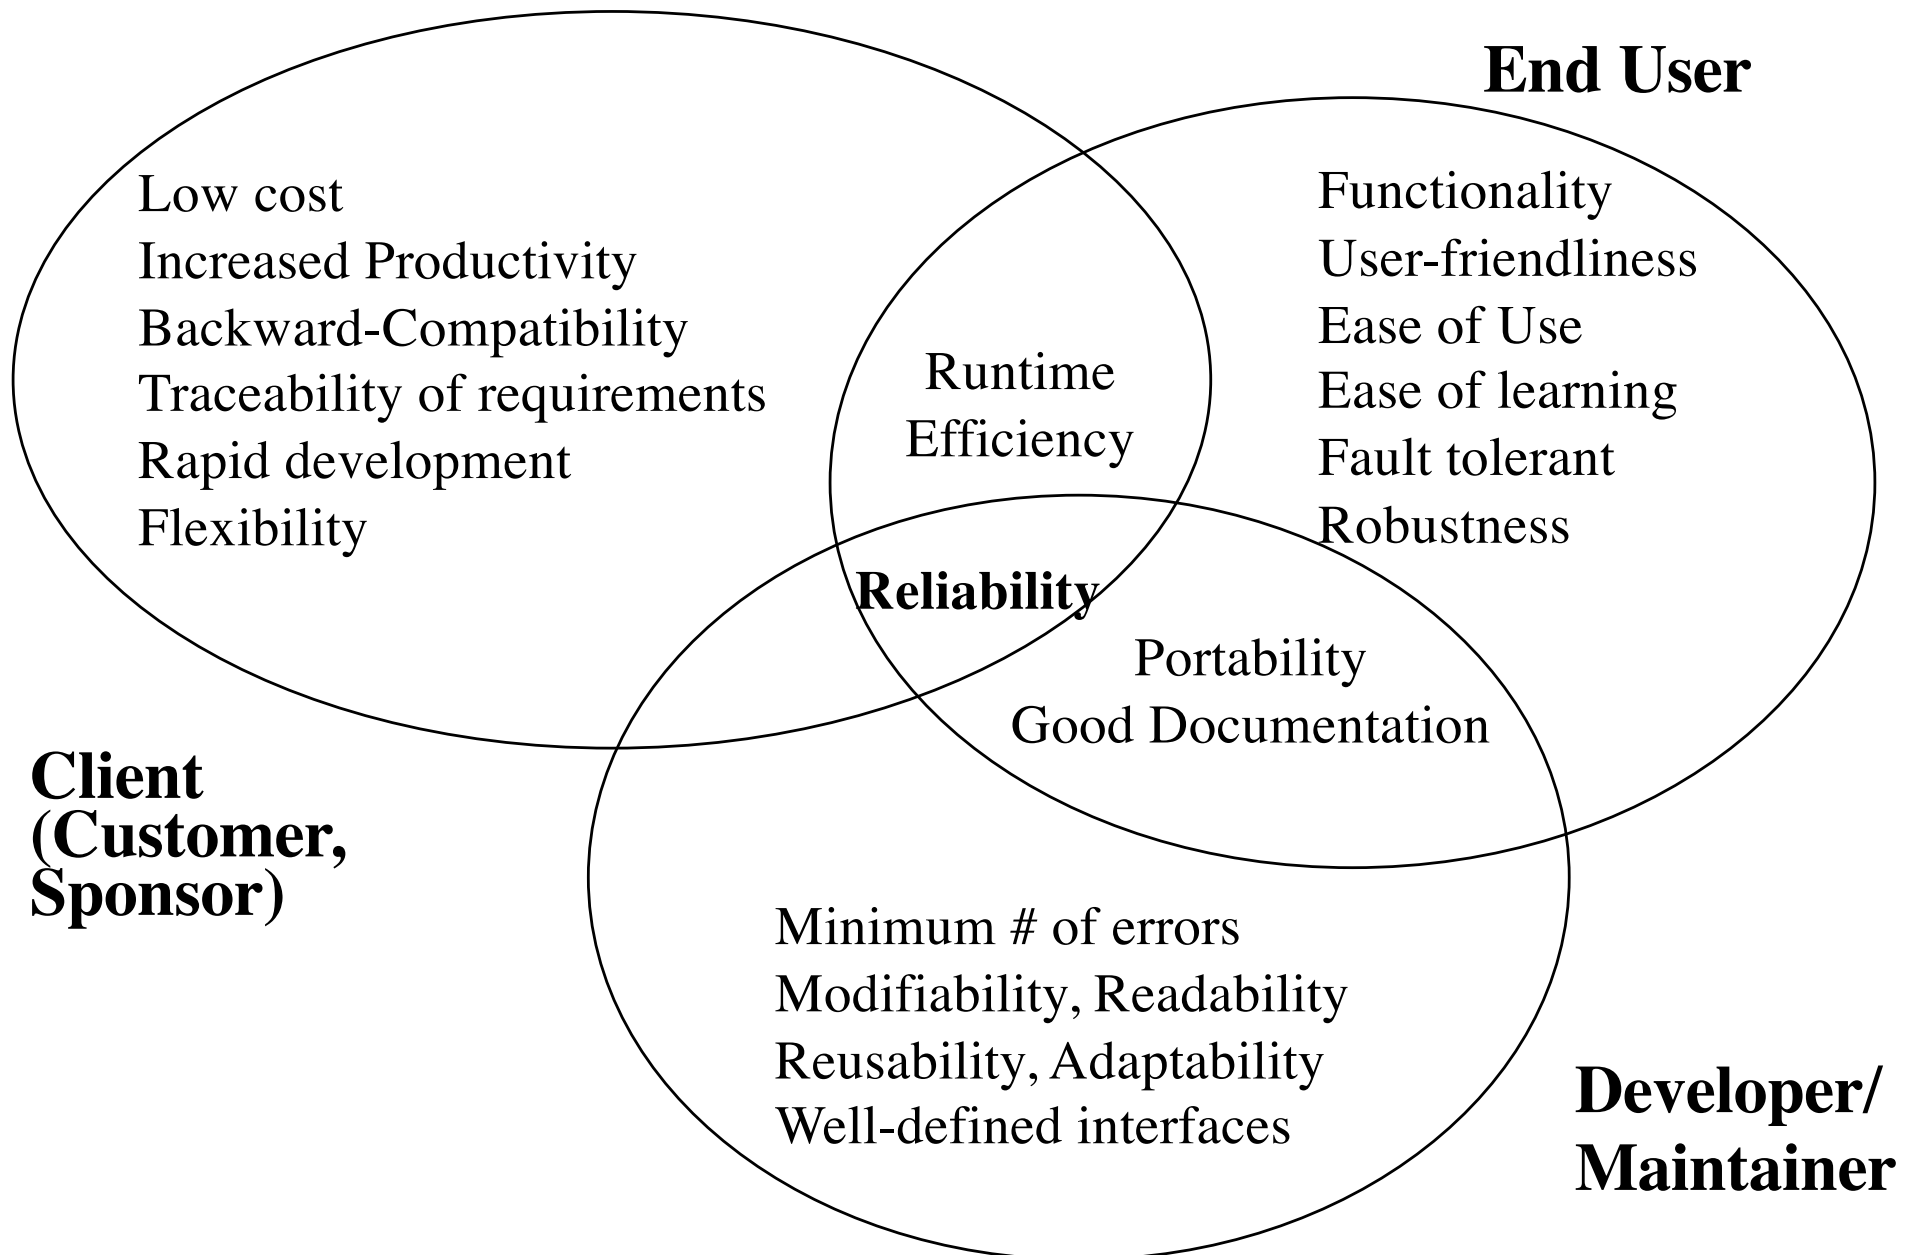 End User
Low cost
Increased Productivity
Backward-Compatibility
Traceability of requirements
Rapid development
Flexibility
Runtime
Efficiency
Functionality
User-friendliness
Ease of Use
Ease of learning
Fault tolerant
Robustness
Reliability
Portability
Good Documentation
Client
(Customer,
Sponsor)
Minimum # of errors
Modifiability, Readability
Reusability, Adaptability
Well-defined interfaces
Developer/
Maintainer